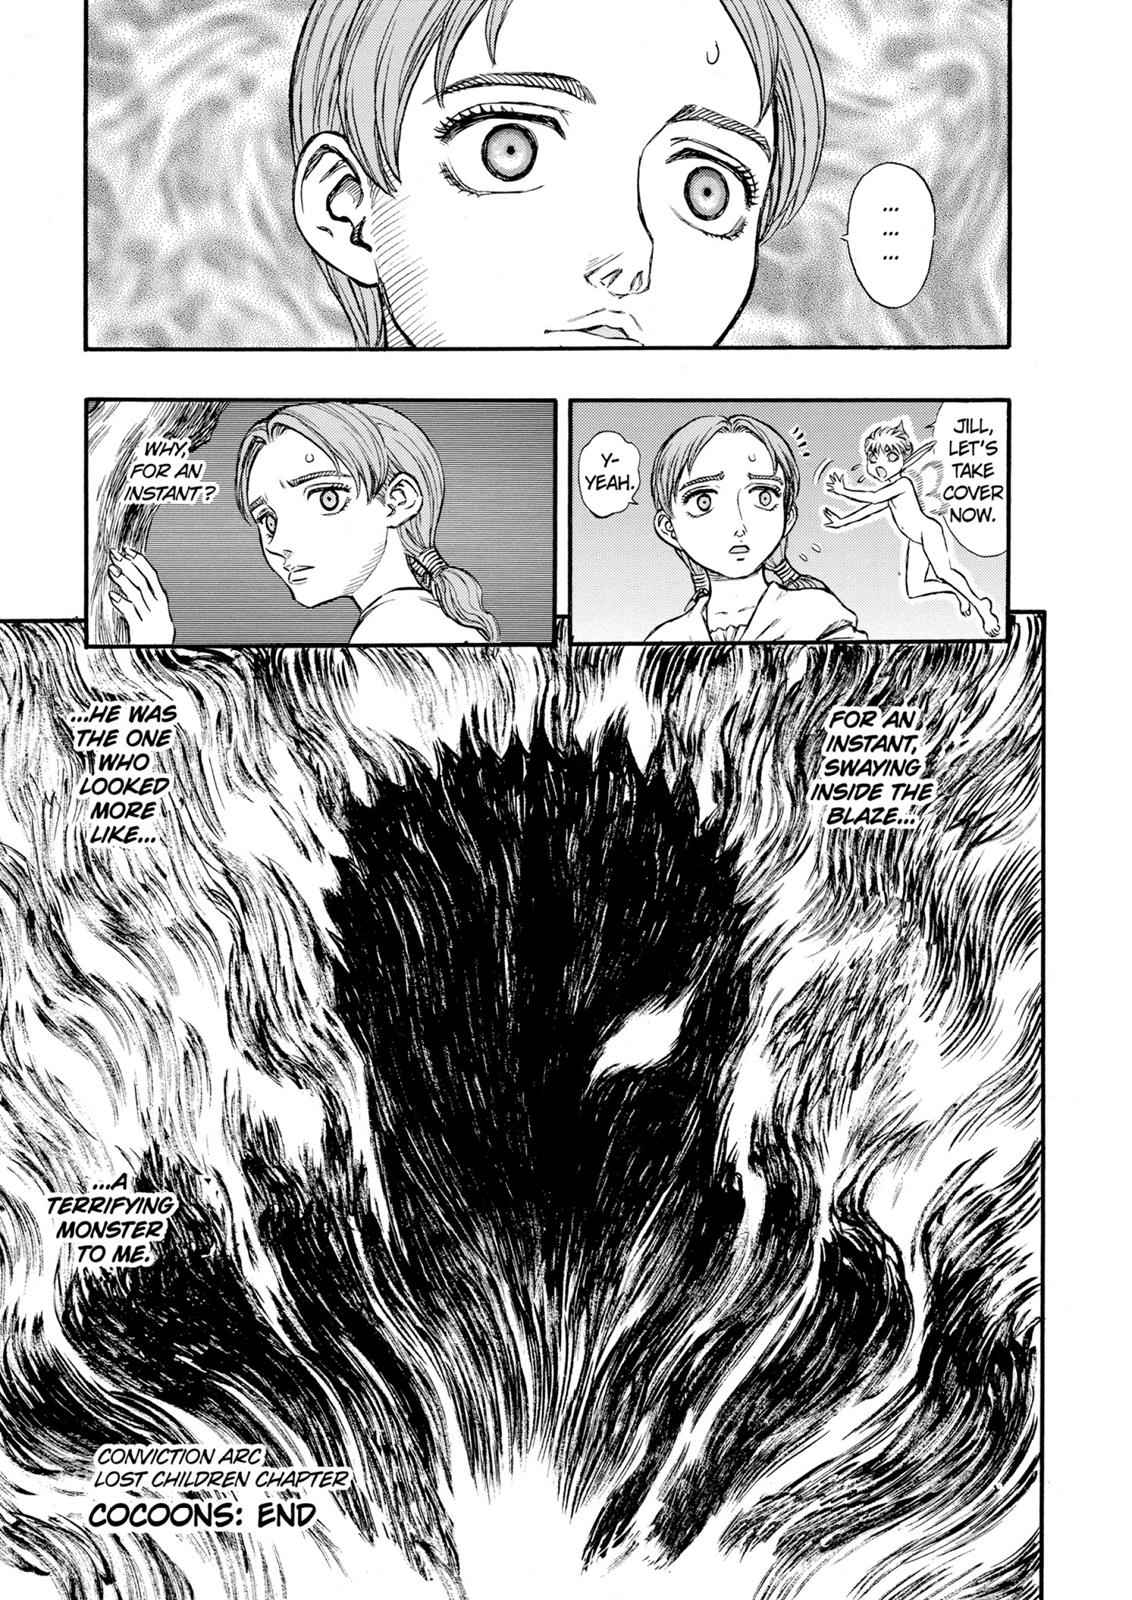 ...
...
...
JILL,
LET'S
TAKE
COVER
NOW.
Y-
YEAH.
WHY,
FOR AN
INSTANT?
FOR AN
INSTANT,
SWAYING
INSIDE THE
BLAZE...
...HE WAS
THE ONE
WHO
LOOKED
MORE
LIKE...
...A
TERRIFYING
MONSTER
TO ME.
CONVICTION ARC
LOST CHILDREN CHAPTER
COCOONS: END